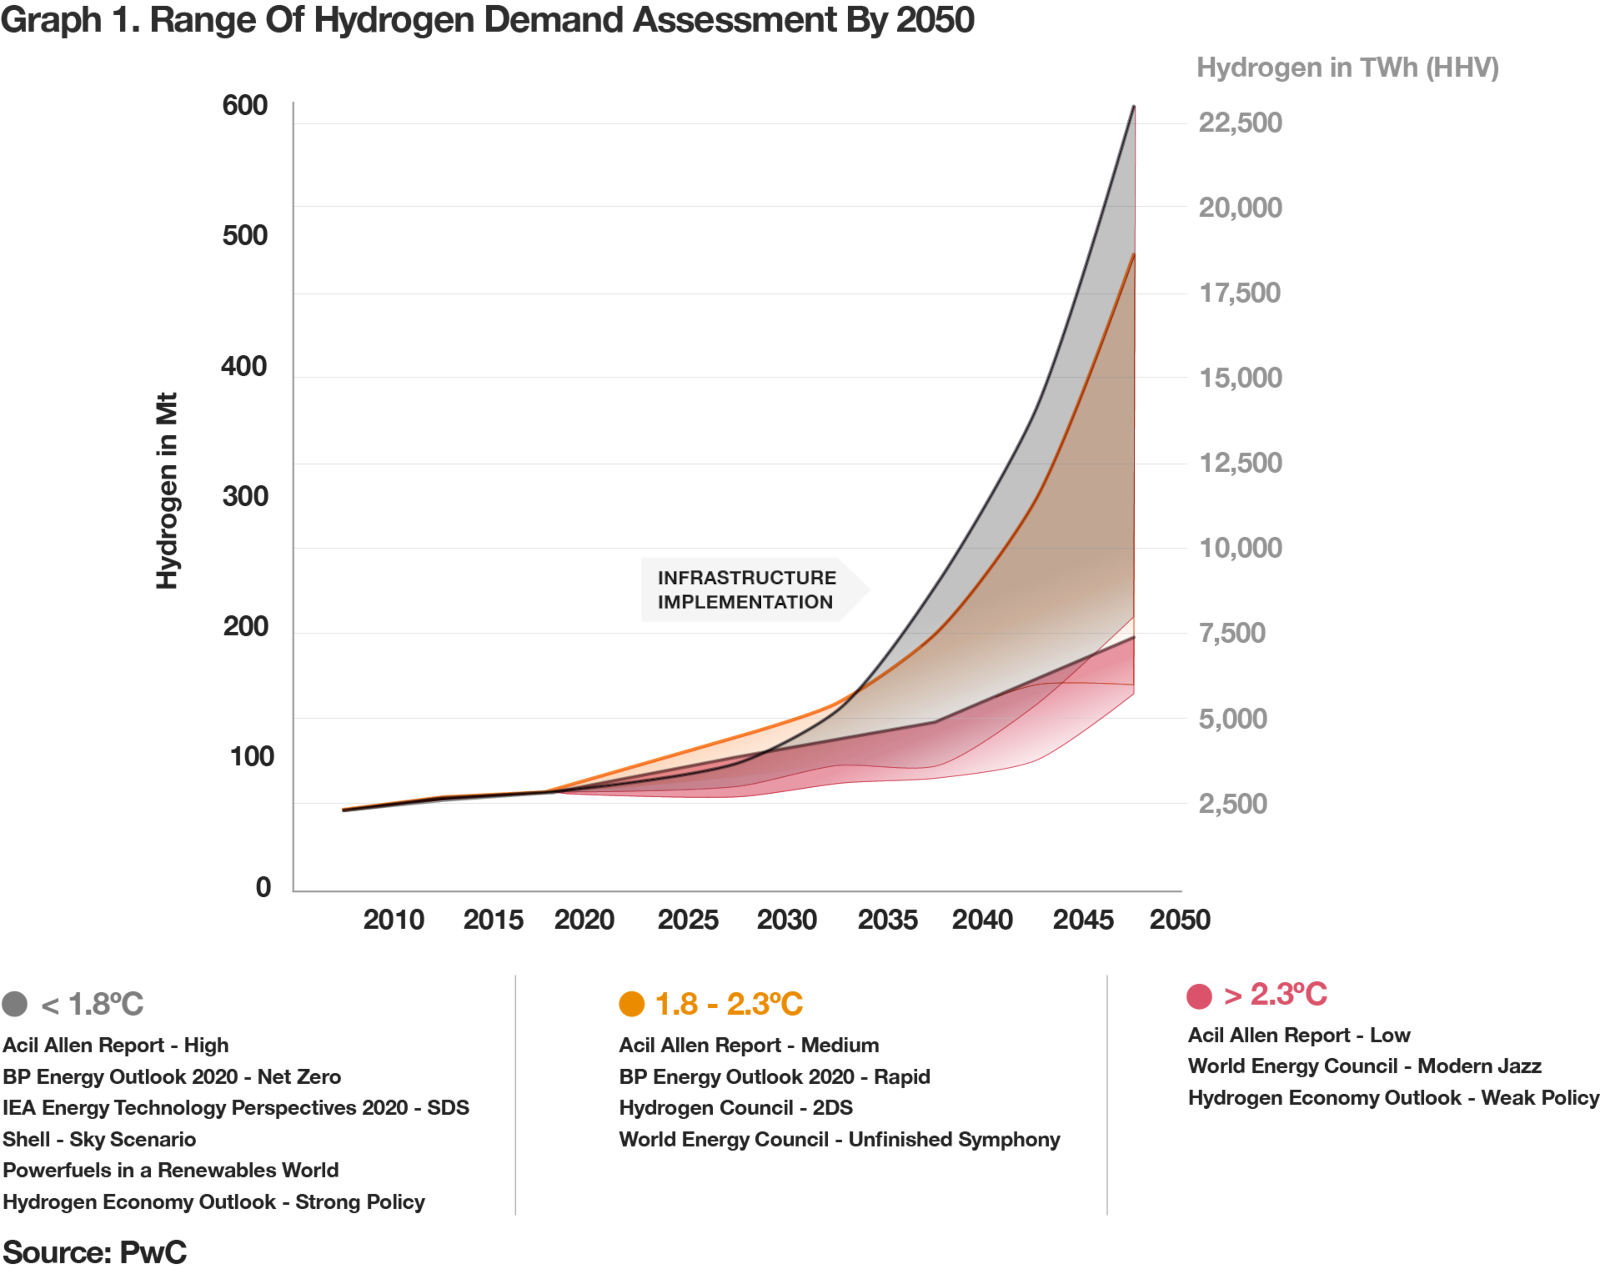 Graph 1. Range Of Hydrogen Demand Assessment By 2050
Hydrogen in TWh (HHV)
Hydrogen in Mt
600
500
400
300
200
100
0
22,500
20,000
17,500
15,000
12,500
10,000
7,500
5,000
2,500
INFRASTRUCTURE
IMPLEMENTATION
2010 2015 2020 2025 2030 2035 2040 2045 2050
< 1.8ºC
Acil Allen Report - High
BP Energy Outlook 2020 - Net Zero
IEA Energy Technology Perspectives 2020 - SDS
Shell - Sky Scenario
Powerfuels in a Renewables World
Hydrogen Economy Outlook - Strong Policy
1.8 - 2.3ºC
Acil Allen Report - Medium
BP Energy Outlook 2020 - Rapid
Hydrogen Council - 2DS
World Energy Council - Unfinished Symphony
> 2.3ºC
Acil Allen Report - Low
World Energy Council - Modern Jazz
Hydrogen Economy Outlook - Weak Policy
Source: PwC